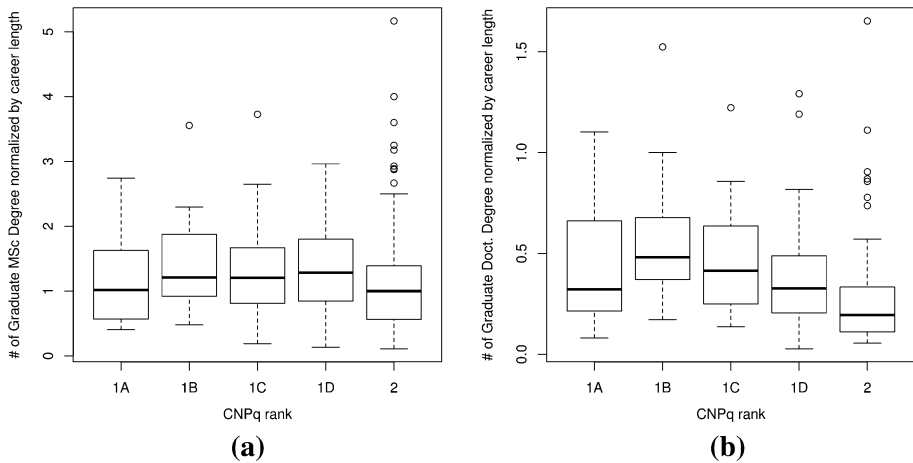 # of Graduate MSc Degree normalized by career length
5
4
3
2
1
0
1A 1B 1C 1D 2
CNPq rank
(a)
# of Graduate Doct. Degree normalized by career length
1.5
1.0
0.5
0.0
1A 1B 1C 1D 2
CNPq rank
(b)